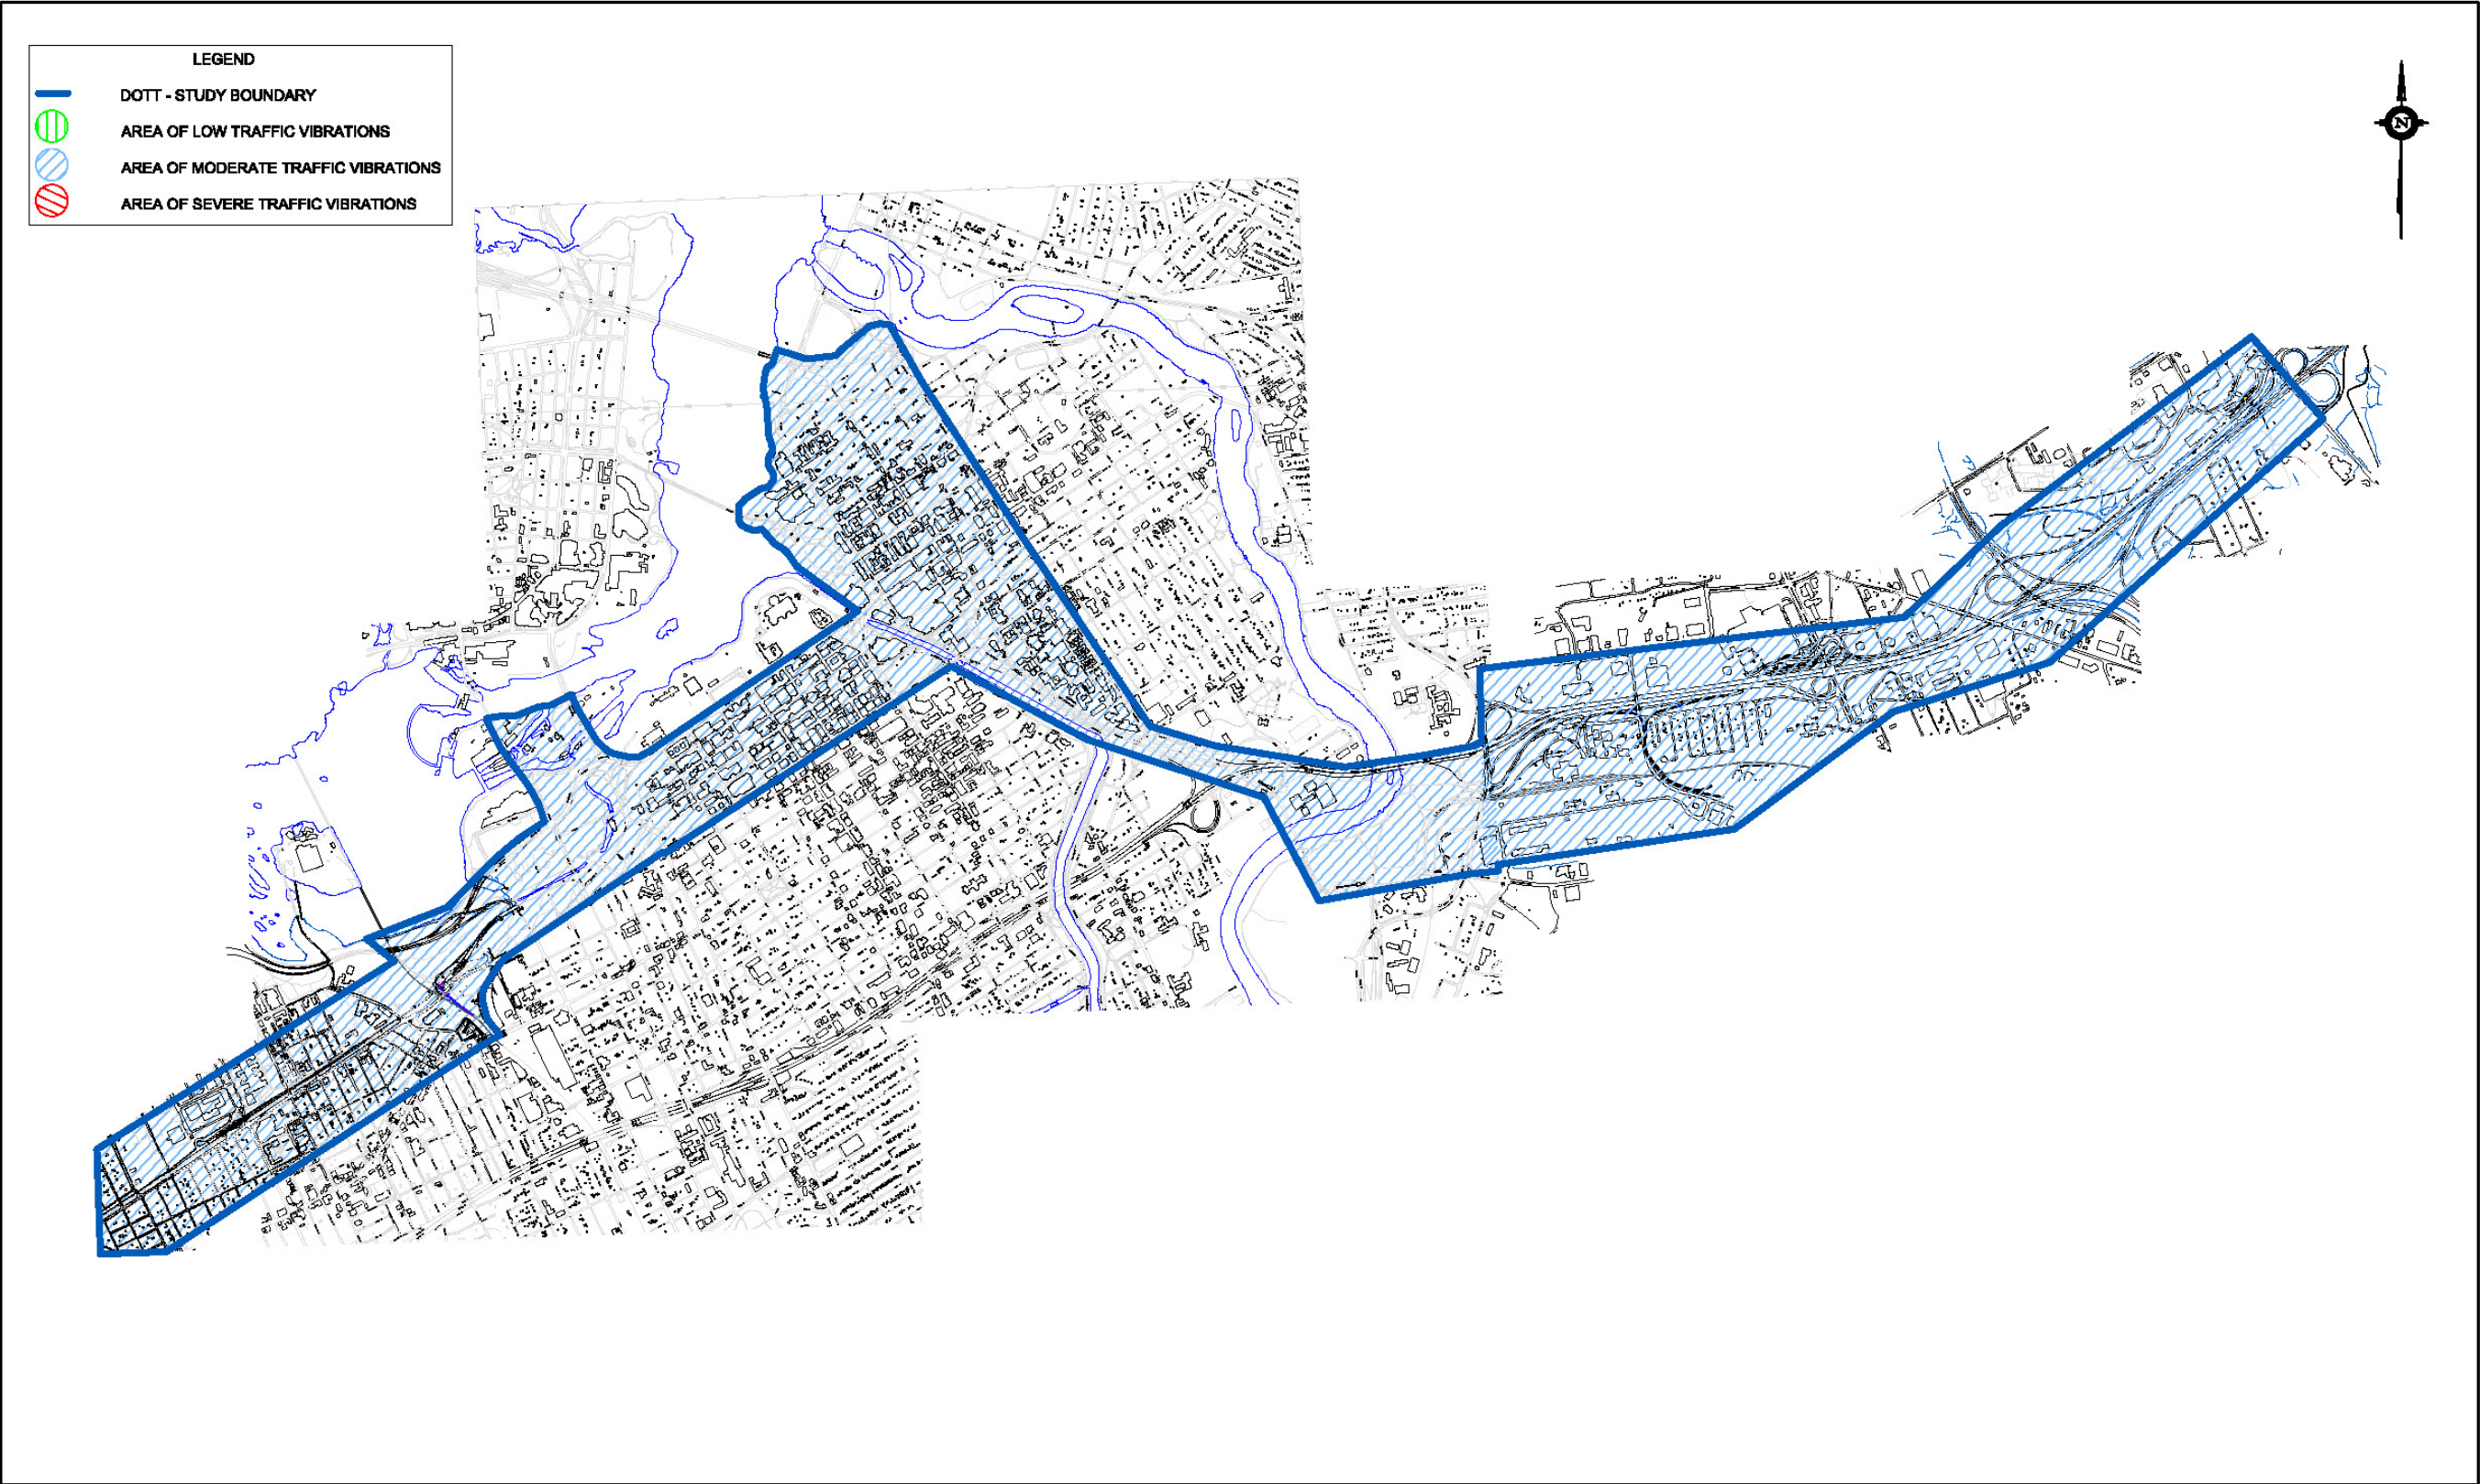 LEGEND
DOTT - STUDY BOUNDARY
AREA OF LOW TRAFFIC VIBRATIONS
AREA OF MODERATE TRAFFIC VIBRATIONS
AREA OF SEVERE TRAFFIC VIBRATIONS
N